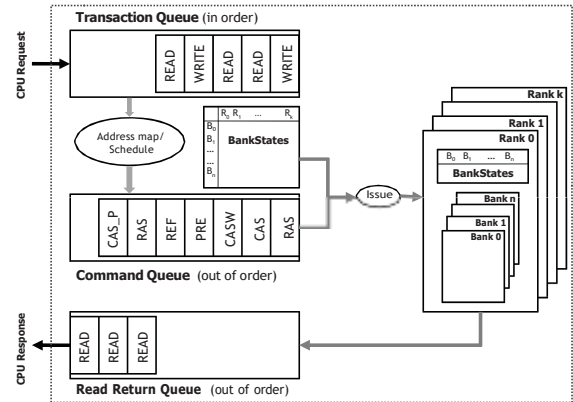 Transaction Queue (in order)
CPU Request
READ
WRITE
READ
READ
WRITE
Address map/
Schedule
R0 R1 ... Rk
B0
B1
...
...
Bn
BankStates
Issue
Rank k
Rank 1
Rank 0
B0 B1 ... Bn
BankStates
Bank n
Bank 1
Bank 0
CAS_P
RAS
REF
PRE
CASW
CAS
RAS
Command Queue (out of order)
CPU Response
READ
READ
READ
Read Return Queue (out of order)